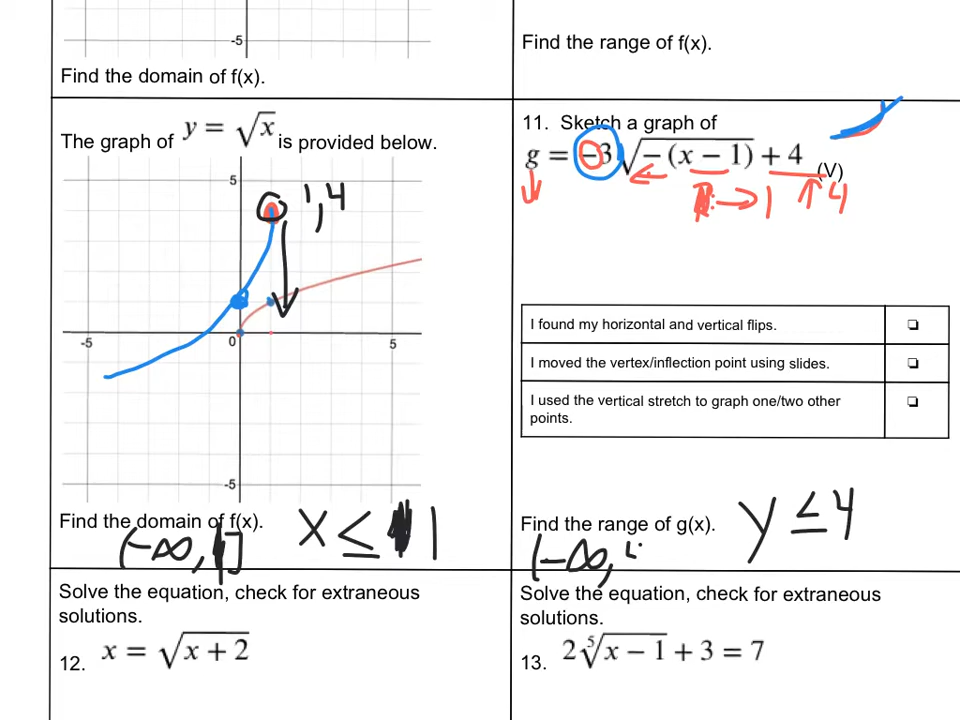 -5
Find the domain of f(x).
Find the range of f(x).
The graph of y = √x is provided below.
5
1,4
-5
0
5
-5
Find the domain of f(x).
x ≤ 1
(-∞, 1]
11. Sketch a graph of
g = -3√-(x - 1) + 4
(V)
→ 1
↑ 4
I found my horizontal and vertical flips.
I moved the vertex/inflection point using slides.
I used the vertical stretch to graph one/two other
points.
Find the range of g(x).
y ≤ 4
(-∞,
Solve the equation, check for extraneous
solutions.
12. x = √x + 2
Solve the equation, check for extraneous
solutions.
13. 2⁵√x - 1 + 3 = 7